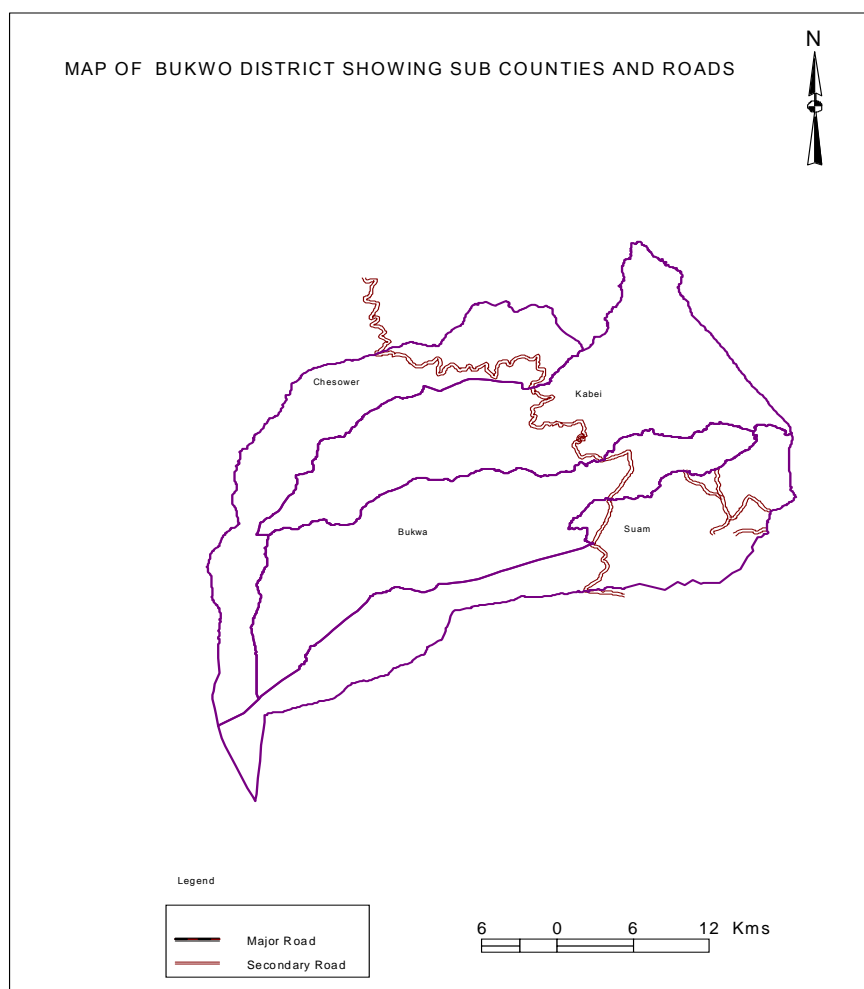 N
MAP OF BUKWO DISTRICT SHOWING SUB COUNTIES AND ROADS
Chesower
Kabei
Bukwa
Suam
Legend
Major Road
Secondary Road
6 0 6 12 Kms